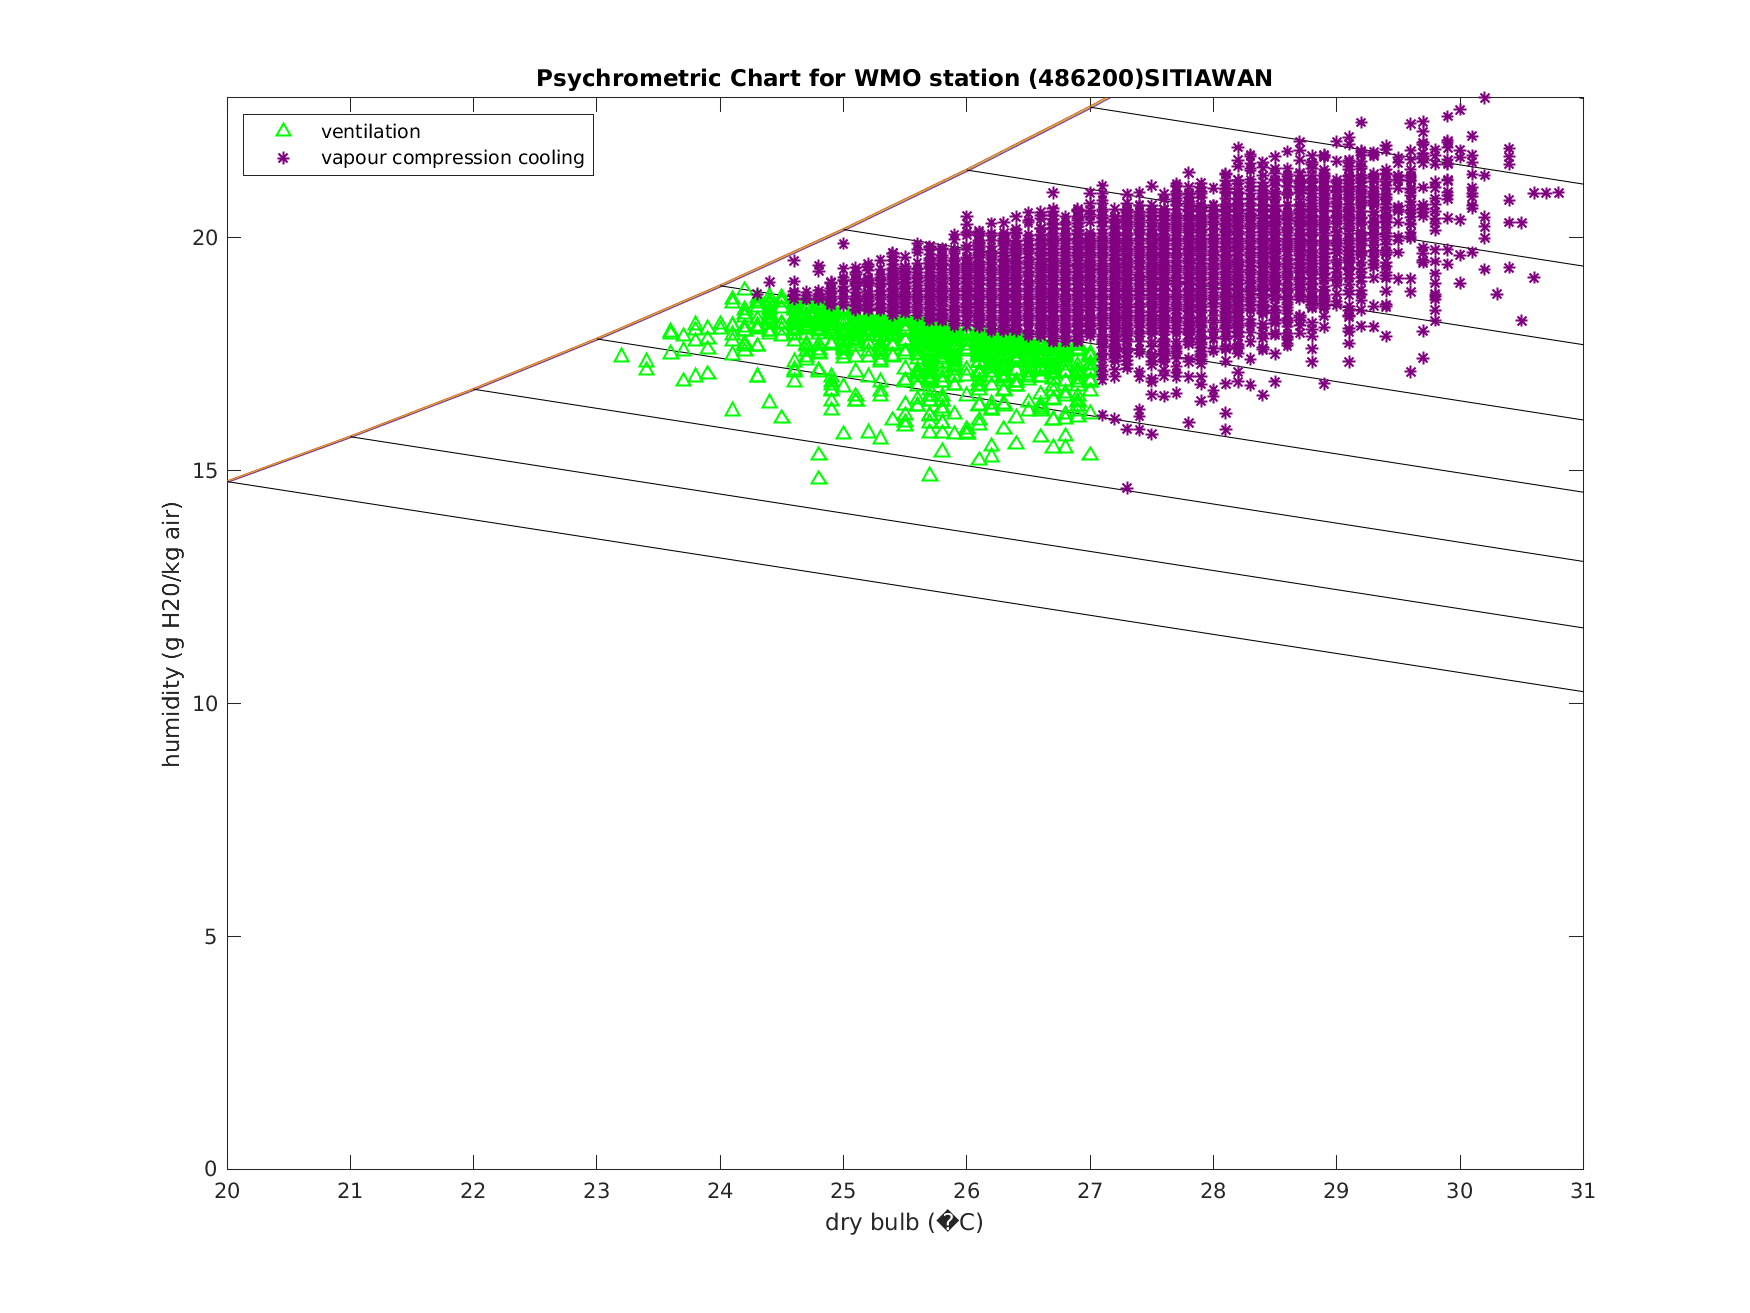 Psychrometric Chart for WMO station (486200)SITIAWAN
ventilation
vapour compression cooling
20
15
10
5
0
humidity (g H20/kg air)
20 21 22 23 24 25 26 27 28 29 30 31
dry bulb (�C)